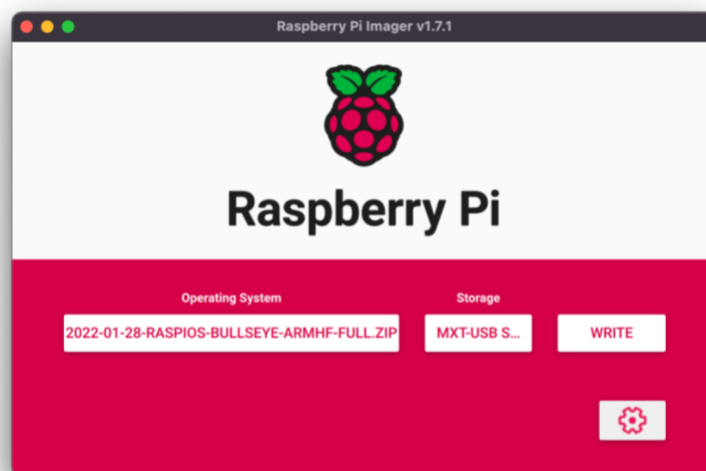 Raspberry Pi Imager v1.7.1
Raspberry Pi
Operating System
Storage
2022-01-28-RASPIOS-BULLSEYE-ARMHF-FULL.ZIP
MXT-USB S...
WRITE